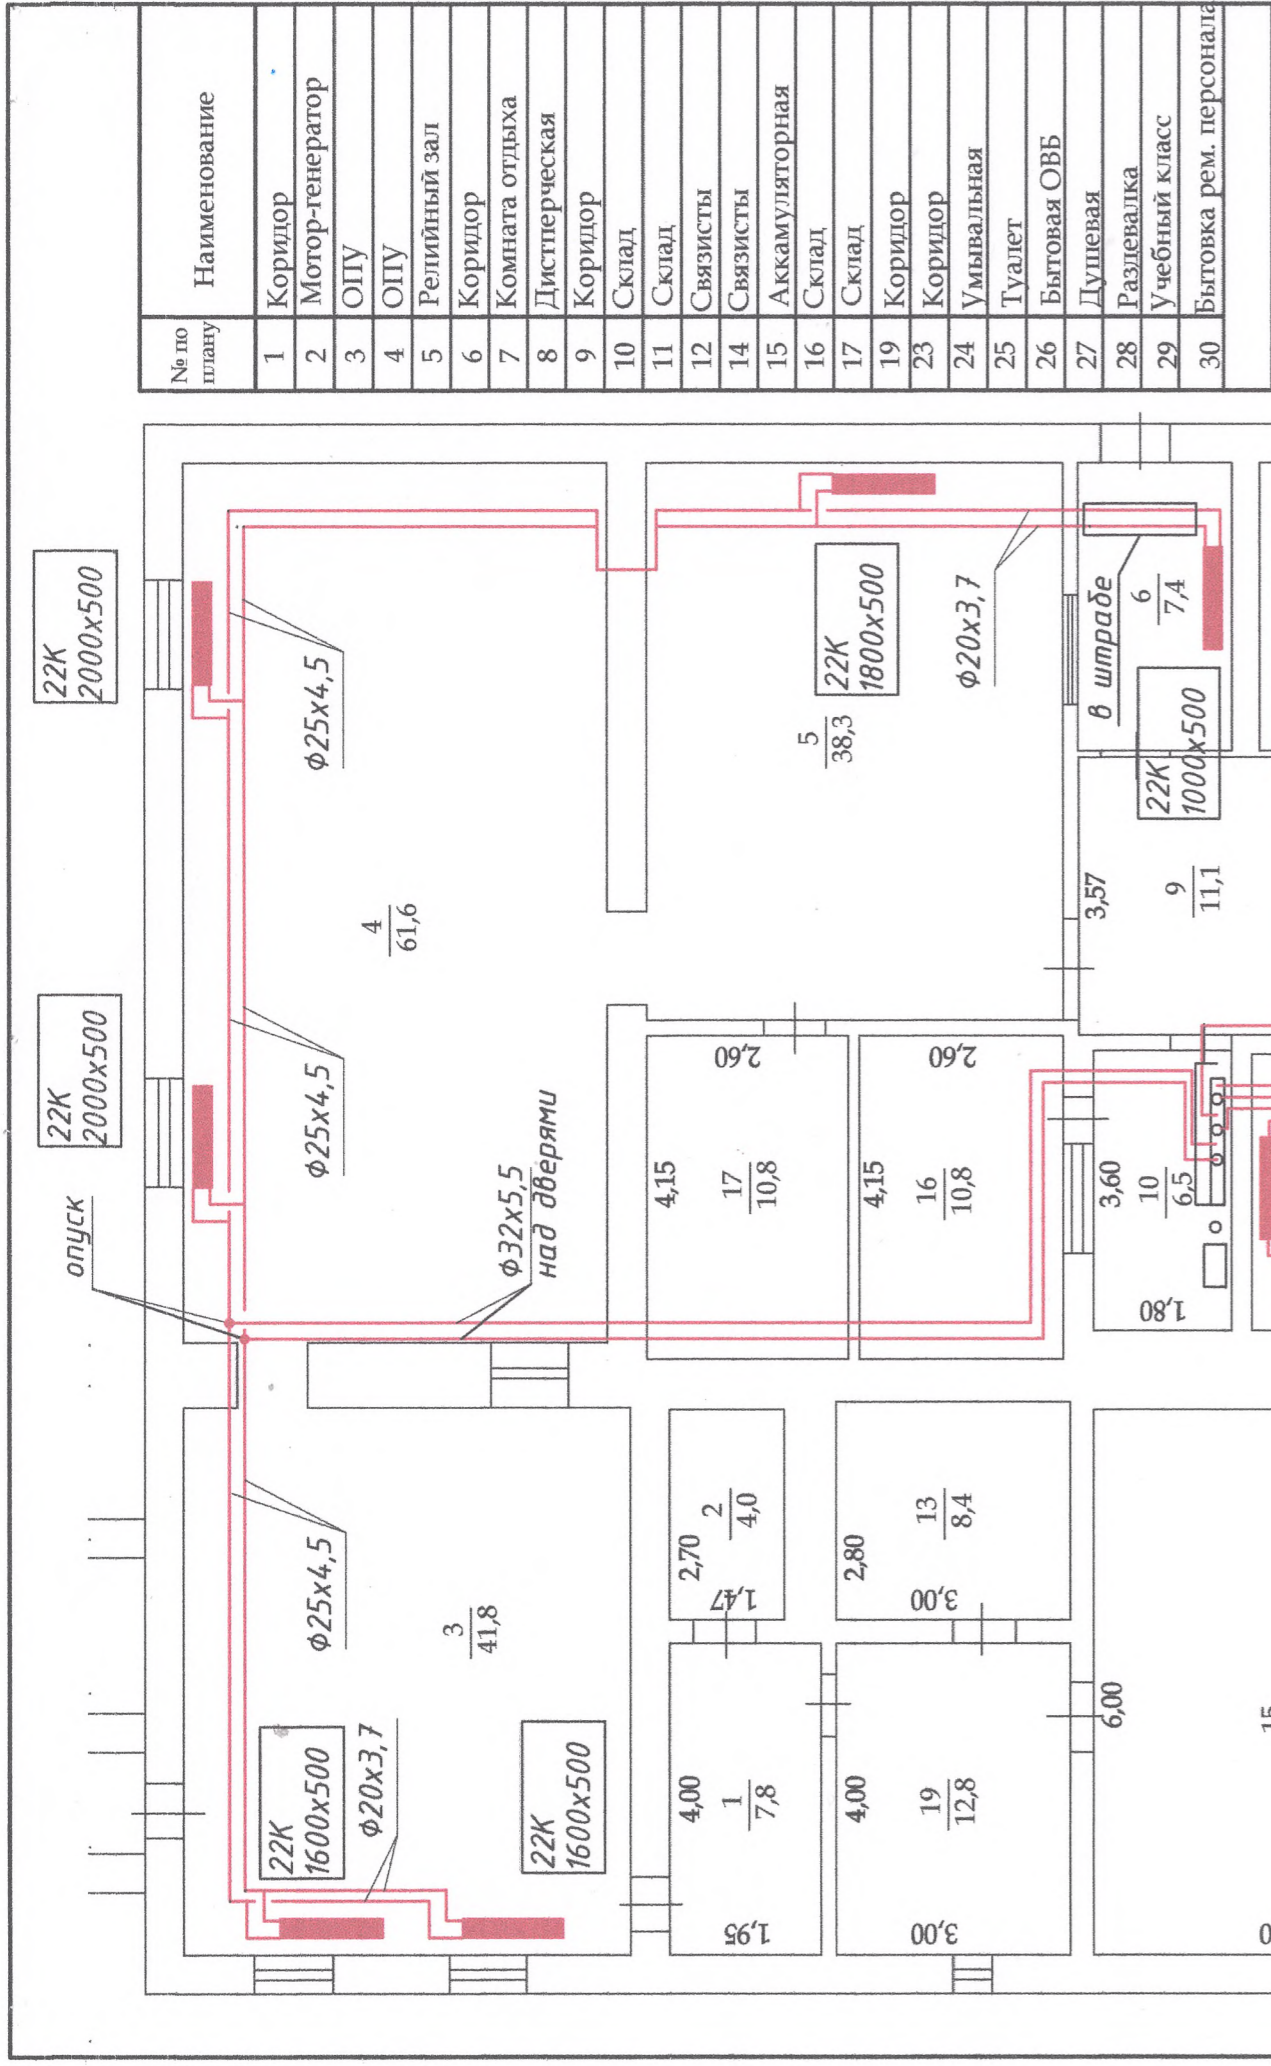 № по
плану
Наименование
1 Коридор
2 Мотор-генератор
3 ОПУ
4 ОПУ
5 Релийный зал
6 Коридор
7 Комната отдыха
8 Дистперческая
9 Коридор
10 Склад
11 Склад
12 Связисты
14 Связисты
15 Аккамуляторная
16 Склад
17 Склад
19 Коридор
23 Коридор
24 Умывальная
25 Туалет
26 Бытовая ОВБ
27 Душевая
28 Раздевалка
29 Учебный класс
30 Бытовка рем. персонала
опуск
22К
2000х500
22К
2000х500
ф25х4,5
ф25х4,5
ф25х4,5
4
61,6
ф32х5,5
над дверями
22К
1600х500
ф20х3,7
3
41,8
22К
1600х500
5
38,3
22К
1800х500
ф20х3,7
в штрабе
6
7,4
22К
1000х500
3,57
9
11,1
2,60
4,15
17
10,8
2,60
4,15
16
10,8
3,60
10
6,5
1,80
2,70
2
4,0
1,47
2,80
13
8,4
3,00
4,00
1
7,8
1,95
4,00
19
12,8
3,00
6,00
15